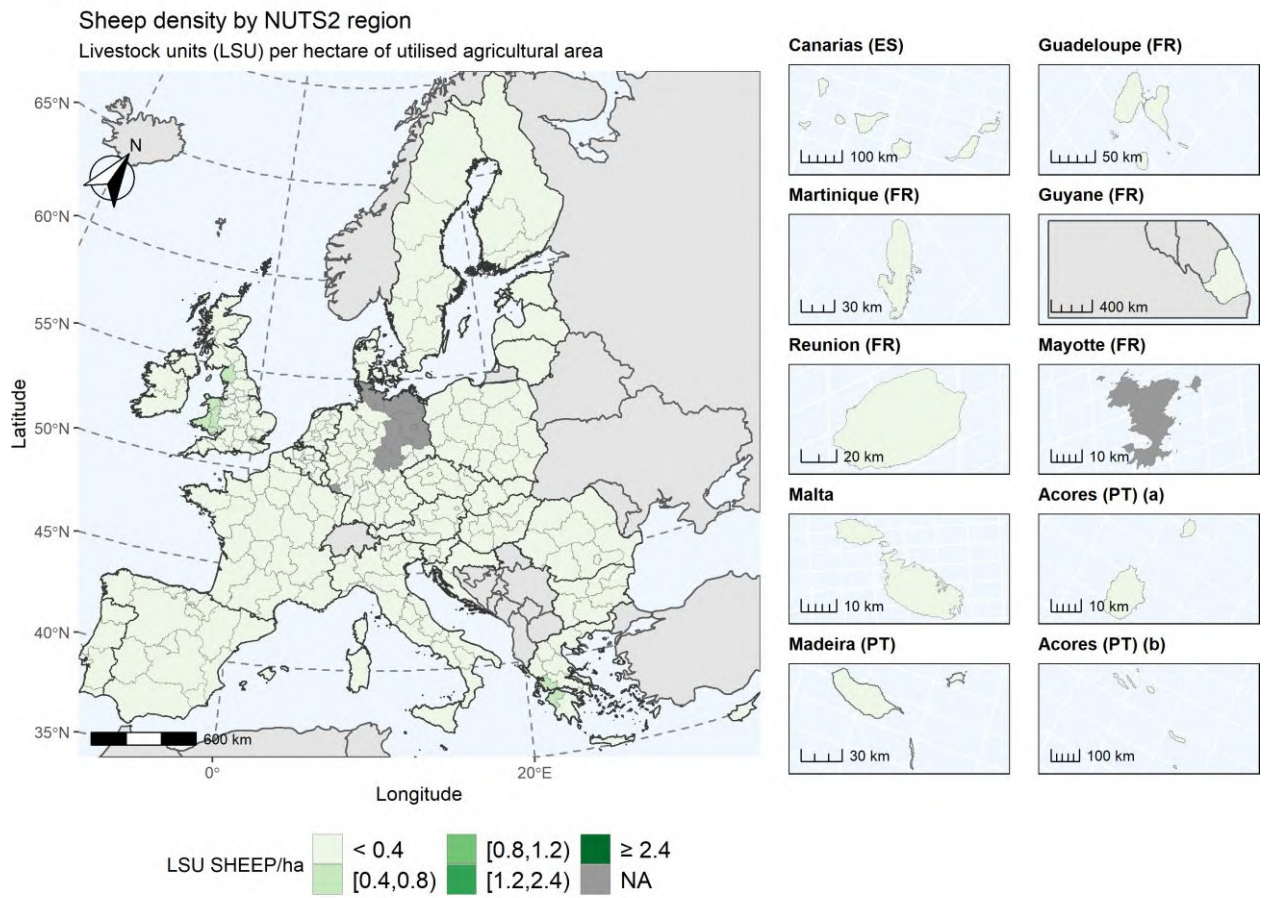 Sheep density by NUTS2 region
Livestock units (LSU) per hectare of utilised agricultural area
65°N
60°N
55°N
50°N
45°N
40°N
35°N
Latitude
N
600 km
0°
20°E
Longitude
Canarias (ES)
100 km
Guadeloupe (FR)
50 km
Martinique (FR)
30 km
Guyane (FR)
400 km
Reunion (FR)
20 km
Mayotte (FR)
10 km
Malta
10 km
Acores (PT) (a)
10 km
Madeira (PT)
30 km
Acores (PT) (b)
100 km
LSU SHEEP/ha
< 0.4
[0.8,1.2)
≥ 2.4
[0.4,0.8)
[1.2,2.4)
NA